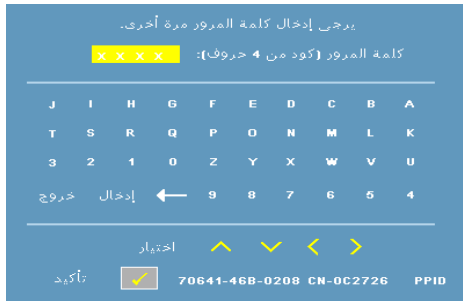 يرجى إدخال كلمة المرور مرة أخرى.
كلمة المرور (كود من 4 حروف): X X X X
A B C D E F G H I J
K L M N O P Q R S T
U V W X Y Z 0 1 2 3
4 5 6 7 8 9 ← إدخال خروج
اختيار
PPID CN-0C2726 70641-46B-0208 تأكيد